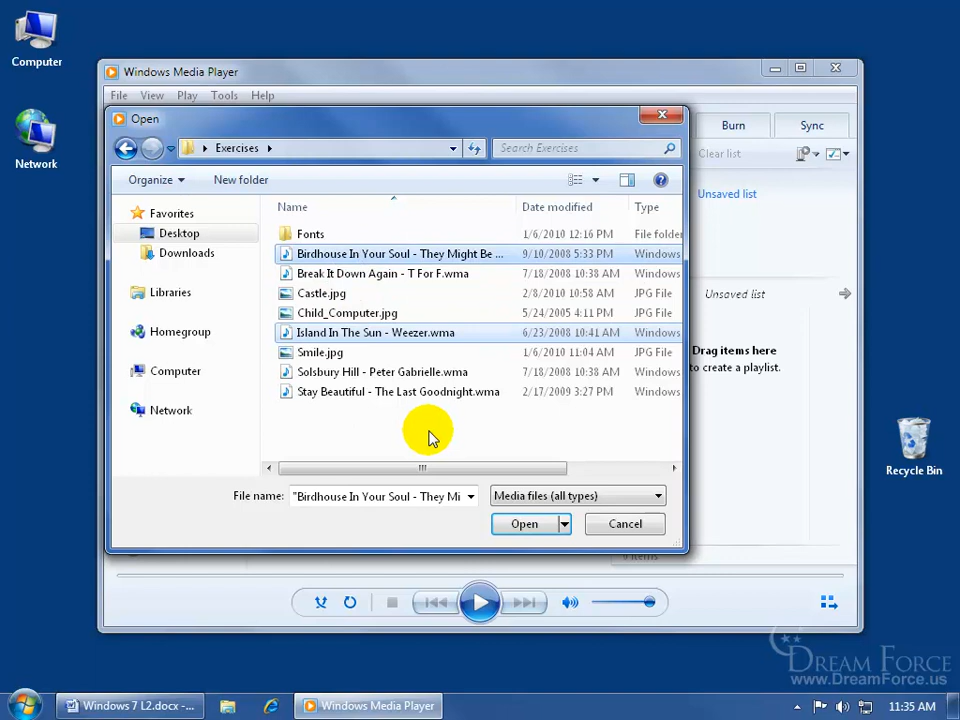 Computer
Network
Windows Media Player
File View Play Tools Help
Burn Sync
Clear list
Unsaved list
Unsaved list
Drag items here
to create a playlist.
Open
Exercises
Search Exercises
Organize New folder
Name Date modified Type
Favorites
Desktop
Downloads
Libraries
Homegroup
Computer
Network
Fonts 1/6/2010 12:16 PM File folder
Birdhouse In Your Soul - They Might Be ... 9/10/2008 5:33 PM Windows
Break It Down Again - T For F.wma 7/18/2008 10:38 AM Windows
Castle.jpg 2/8/2010 10:58 AM JPG File
Child_Computer.jpg 5/24/2005 4:11 PM JPG File
Island In The Sun - Weezer.wma 6/23/2008 10:41 AM Windows
Smile.jpg 1/6/2010 11:04 AM JPG File
Solsbury Hill - Peter Gabrielle.wma 7/18/2008 10:38 AM Windows
Stay Beautiful - The Last Goodnight.wma 2/17/2009 3:27 PM Windows
File name: "Birdhouse In Your Soul - They Mi Media files (all types)
Open Cancel
items
Recycle Bin
DREAM FORCE
www.DreamForce.us
Windows 7 L2.docx -... Windows Media Player 11:35 AM